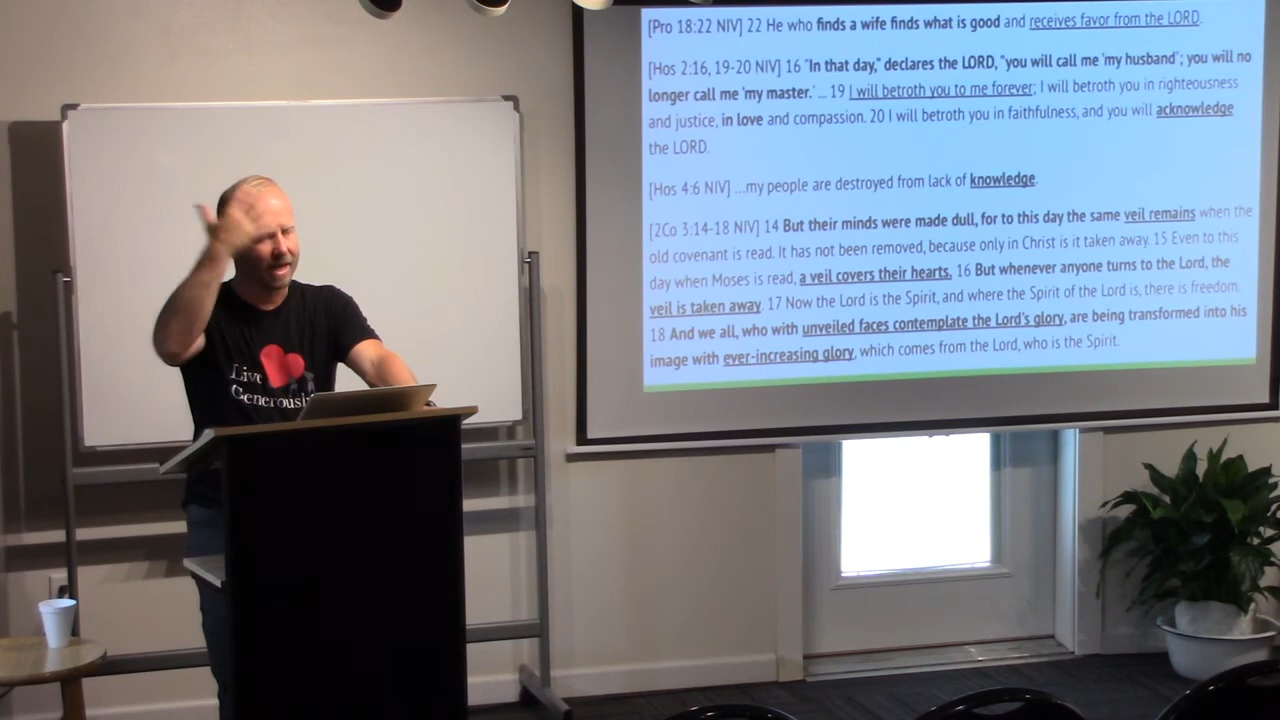 [Pro 18:22 NIV] 22 He who finds a wife finds what is good and receives favor from the LORD.
[Hos 2:16, 19-20 NIV] 16 "In that day," declares the LORD, "you will call me 'my husband'; you will no
longer call me 'my master.' ... 19 I will betroth you to me forever; I will betroth you in righteousness
and justice, in love and compassion. 20 I will betroth you in faithfulness, and you will acknowledge
the LORD.
[Hos 4:6 NIV] ...my people are destroyed from lack of knowledge.
[2Co 3:14-18 NIV] 14 But their minds were made dull, for to this day the same veil remains when the
old covenant is read. It has not been removed, because only in Christ is it taken away. 15 Even to this
day when Moses is read, a veil covers their hearts. 16 But whenever anyone turns to the Lord, the
veil is taken away. 17 Now the Lord is the Spirit, and where the Spirit of the Lord is, there is freedom.
18 And we all, who with unveiled faces contemplate the Lord's glory, are being transformed into his
image with ever-increasing glory, which comes from the Lord, who is the Spirit.
Live